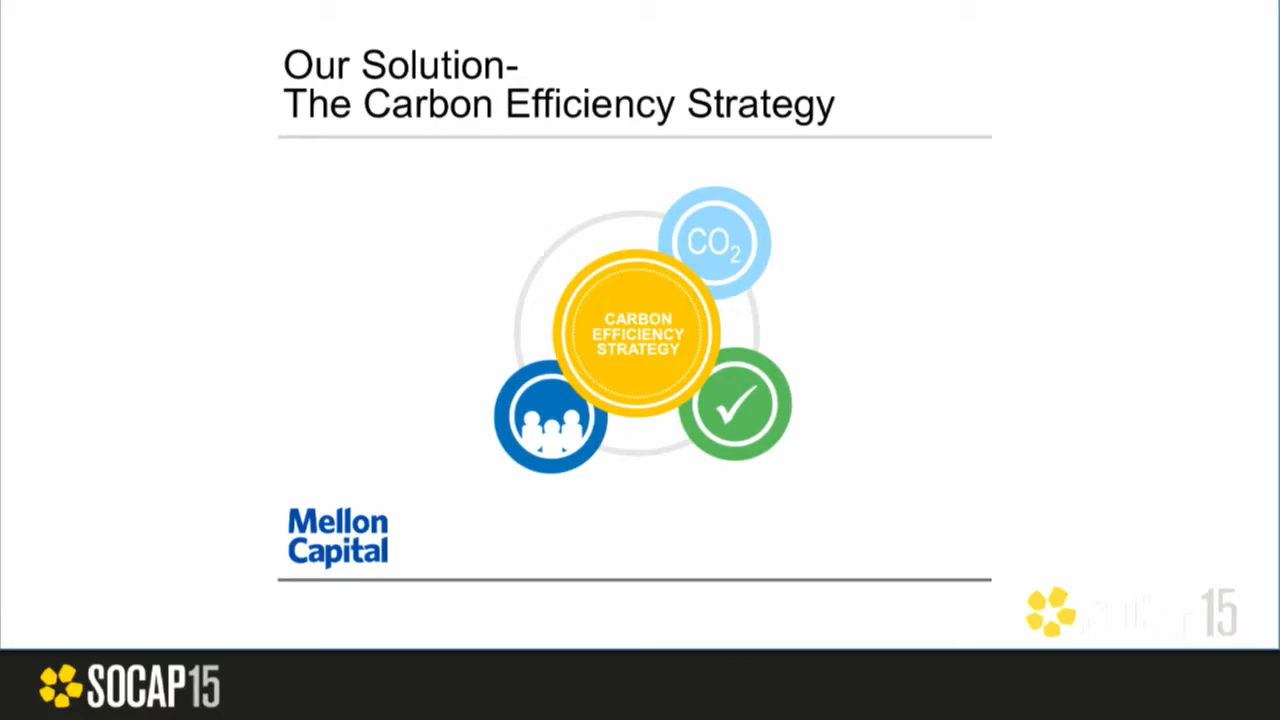 Our Solution-
The Carbon Efficiency Strategy
CO₂
CARBON
EFFICIENCY
STRATEGY
Mellon
Capital
15
SOCAP15